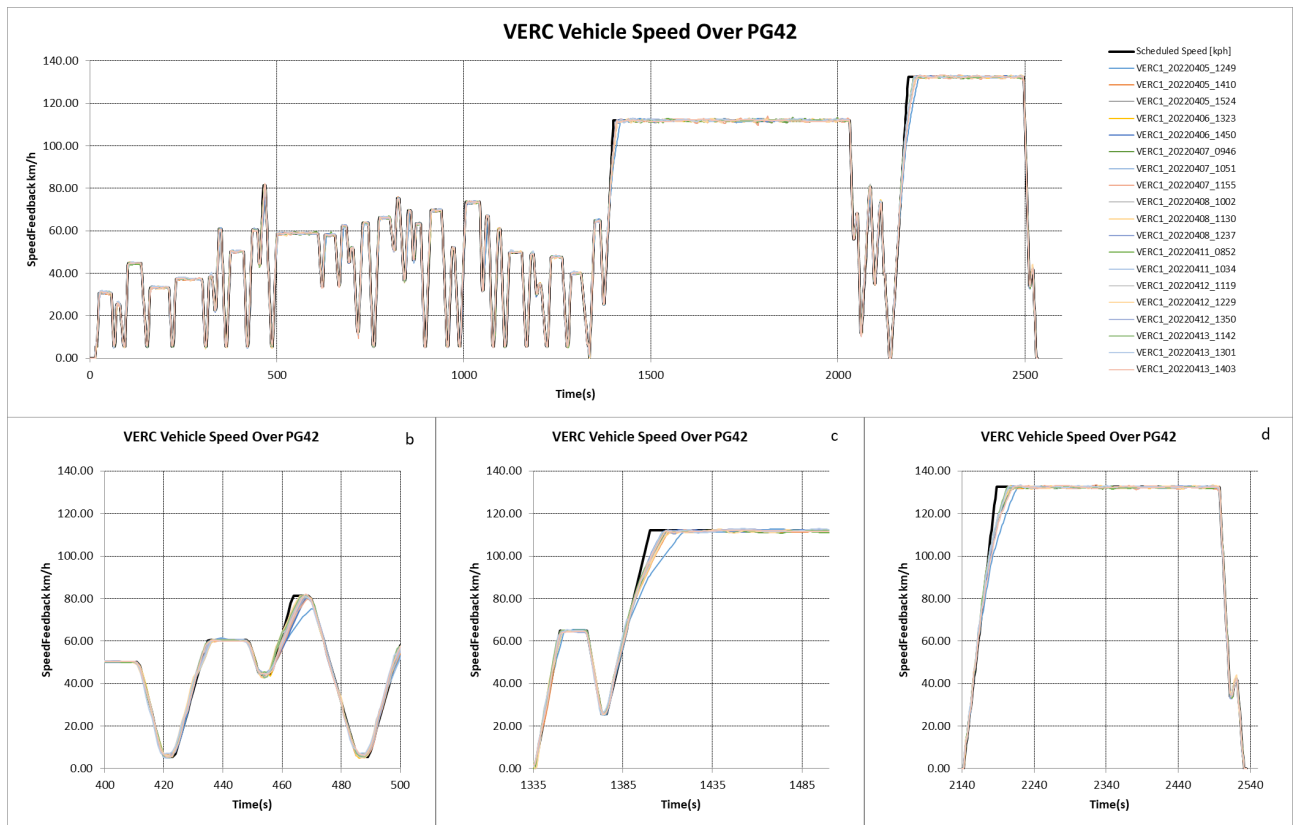 VERC Vehicle Speed Over PG42
SpeedFeedback km/h
140.00
120.00
100.00
80.00
60.00
40.00
20.00
0.00
0
500
1000
1500
2000
2500
Time(s)
Scheduled Speed [kph]
VERC1_20220405_1249
VERC1_20220405_1410
VERC1_20220405_1524
VERC1_20220406_1323
VERC1_20220406_1450
VERC1_20220407_0946
VERC1_20220407_1051
VERC1_20220407_1155
VERC1_20220408_1002
VERC1_20220408_1130
VERC1_20220408_1237
VERC1_20220411_0852
VERC1_20220411_1034
VERC1_20220412_1119
VERC1_20220412_1229
VERC1_20220412_1350
VERC1_20220413_1142
VERC1_20220413_1301
VERC1_20220413_1403
VERC Vehicle Speed Over PG42
b
SpeedFeedback km/h
140.00
120.00
100.00
80.00
60.00
40.00
20.00
0.00
400
420
440
460
480
500
Time(s)
VERC Vehicle Speed Over PG42
c
SpeedFeedback km/h
140.00
120.00
100.00
80.00
60.00
40.00
20.00
0.00
1335
1385
1435
1485
Time(s)
VERC Vehicle Speed Over PG42
d
SpeedFeedback km/h
140.00
120.00
100.00
80.00
60.00
40.00
20.00
0.00
2140
2240
2340
2440
2540
Time(s)